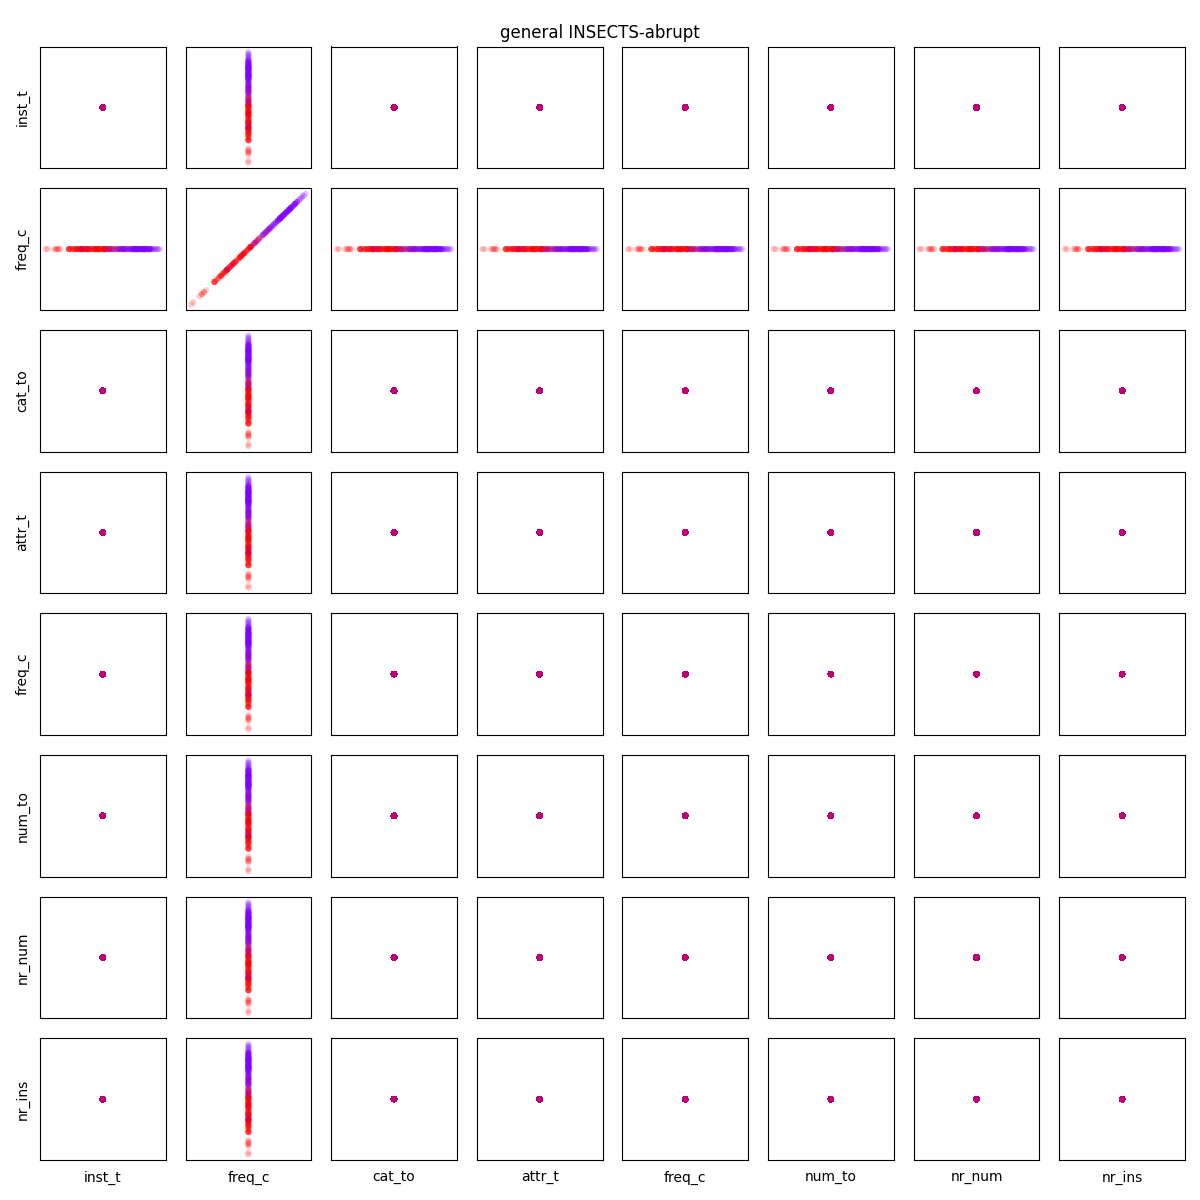 general INSECTS-abrupt
inst_t
freq_c
cat_to
attr_t
freq_c
num_to
nr_num
nr_ins
inst_t freq_c cat_to attr_t freq_c num_to nr_num nr_ins